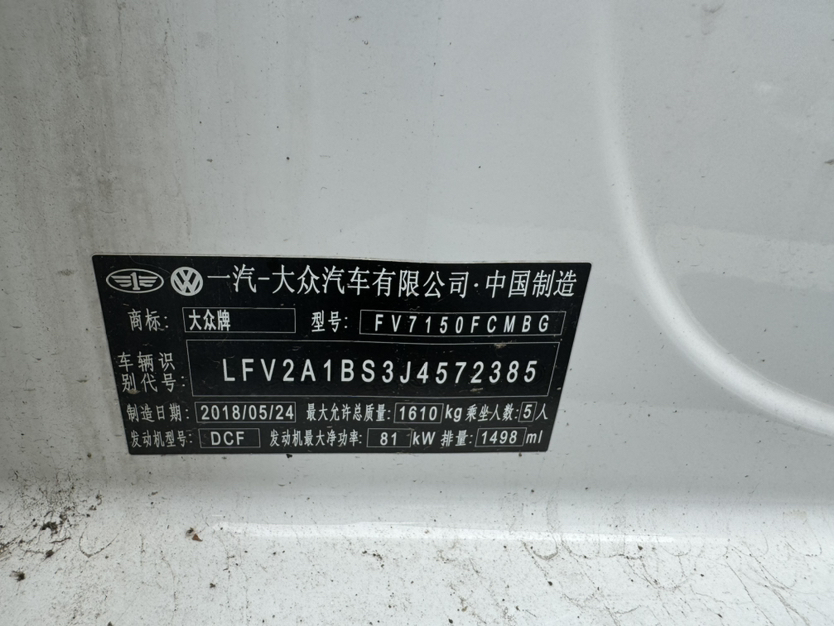 一汽-大众汽车有限公司·中国制造
商标: 大众牌 型号: FV7150FCMBG
车辆识别代号: LFV2A1BS3J4572385
制造日期: 2018/05/24 最大允许总质量: 1610 kg 乘坐人数: 5 人
发动机型号: DCF 发动机最大净功率: 81 kW 排量: 1498 ml